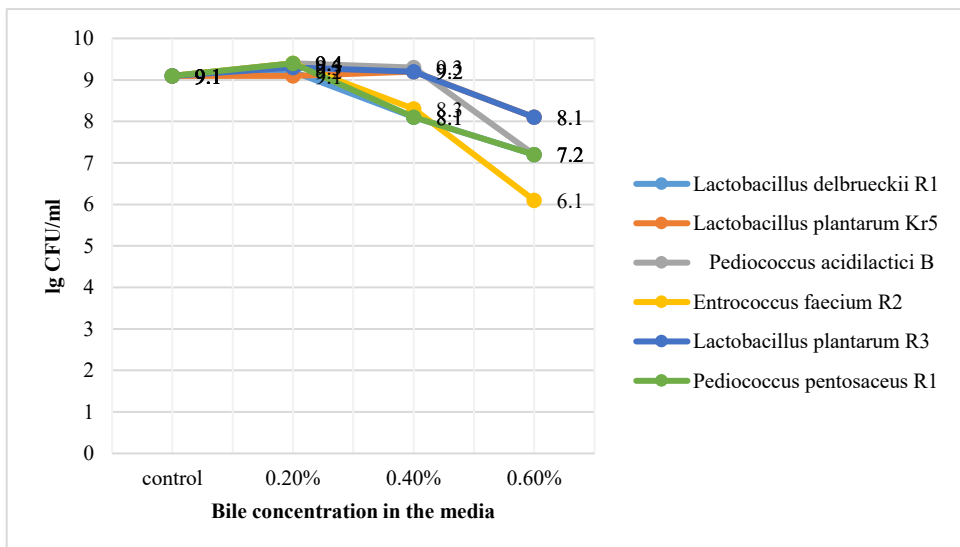 10
9
8
7
6
5
4
3
2
1
0
lg CFU/ml
9.1
9.4
9.1
9.3
9.2
8.3
8.1
8.1
7.2
6.1
control
0.20%
0.40%
0.60%
Bile concentration in the media
Lactobacillus delbrueckii R1
Lactobacillus plantarum Kr5
Pediococcus acidilactici B
Entrococcus faecium R2
Lactobacillus plantarum R3
Pediococcus pentosaceus R1